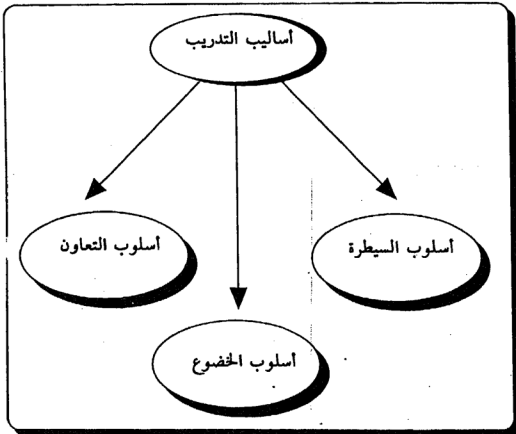 أساليب التدريب
أسلوب السيطرة
أسلوب التعاون
أسلوب الخضوع